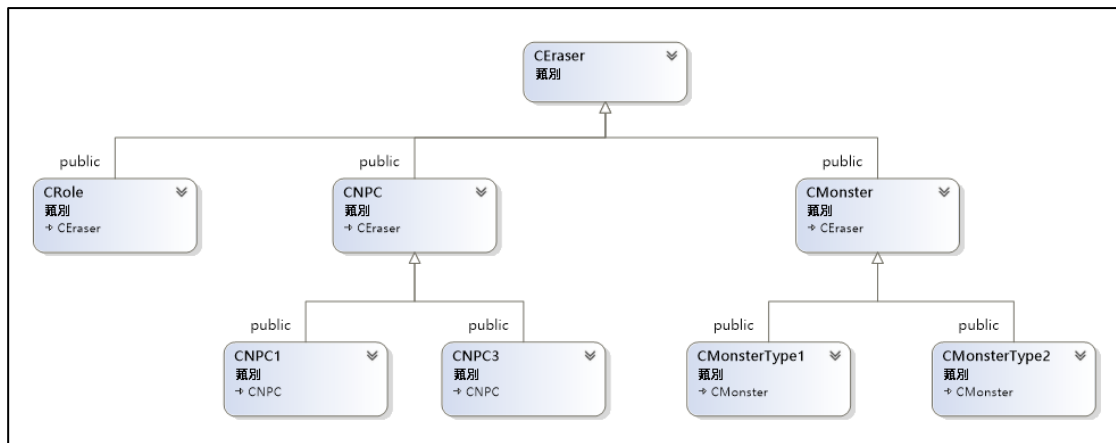 CEraser
類別
public
public
public
CRole
類別
CEraser
CNPC
類別
CEraser
CMonster
類別
CEraser
public
public
public
public
CNPC1
類別
CNPC
CNPC3
類別
CNPC
CMonsterType1
類別
CMonster
CMonsterType2
類別
CMonster